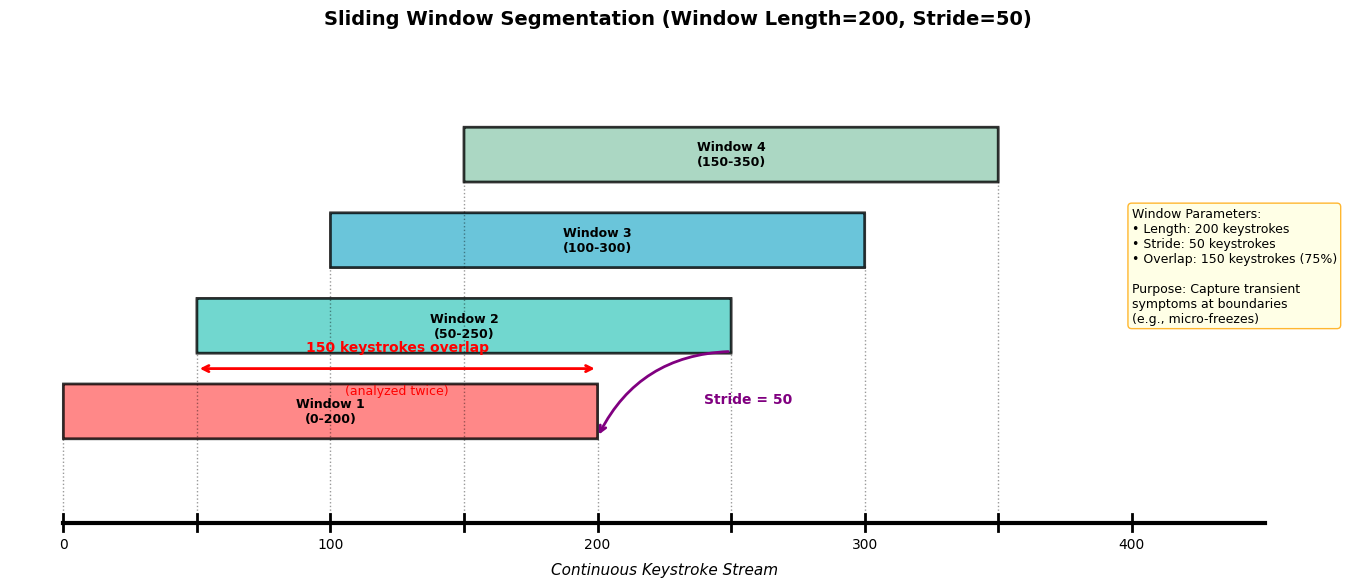 Sliding Window Segmentation (Window Length=200, Stride=50)
Window 4
(150-350)
Window 3
(100-300)
Window Parameters:
• Length: 200 keystrokes
• Stride: 50 keystrokes
• Overlap: 150 keystrokes (75%)
Purpose: Capture transient
symptoms at boundaries
(e.g., micro-freezes)
Window 2
(50-250)
150 keystrokes overlap
(analyzed twice)
Window 1
(0-200)
Stride = 50
0
100
200
300
400
Continuous Keystroke Stream